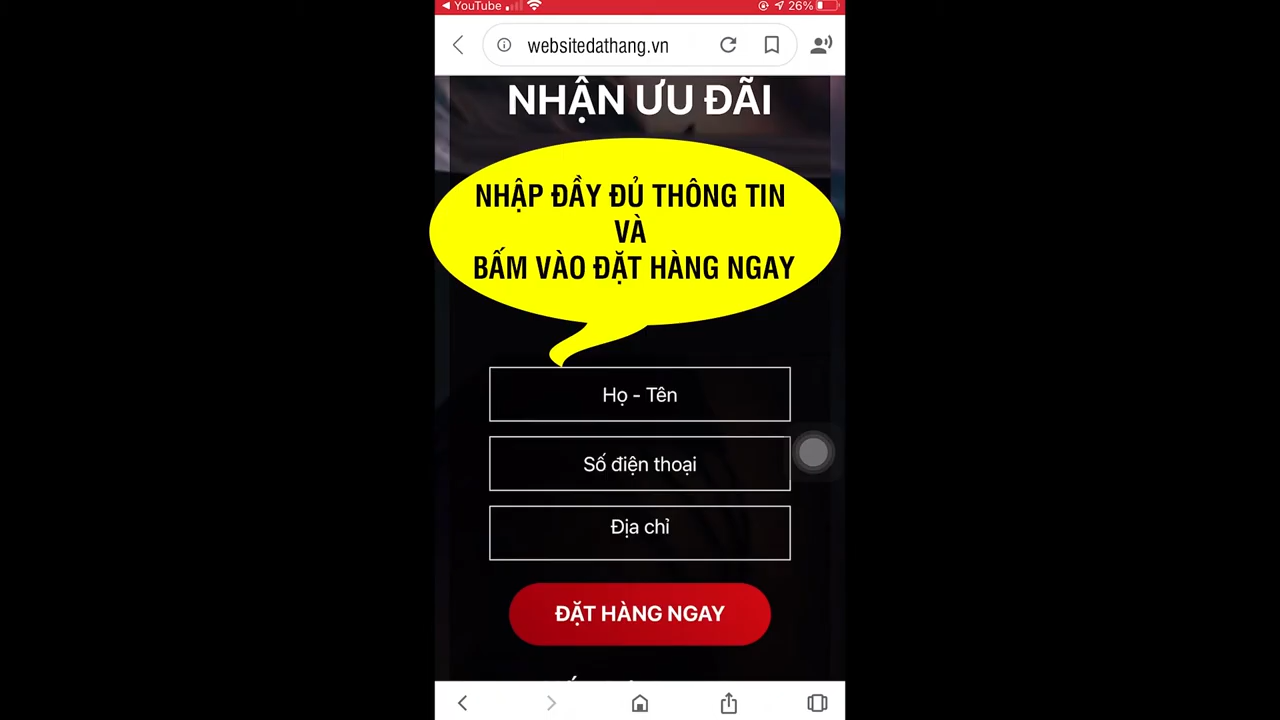 YouTube
26%
websitedathang.vn
NHẬN ƯU ĐÃI
NHẬP ĐẦY ĐỦ THÔNG TIN
VÀ
BẤM VÀO ĐẶT HÀNG NGAY
Họ - Tên
Số điện thoại
Địa chỉ
ĐẶT HÀNG NGAY